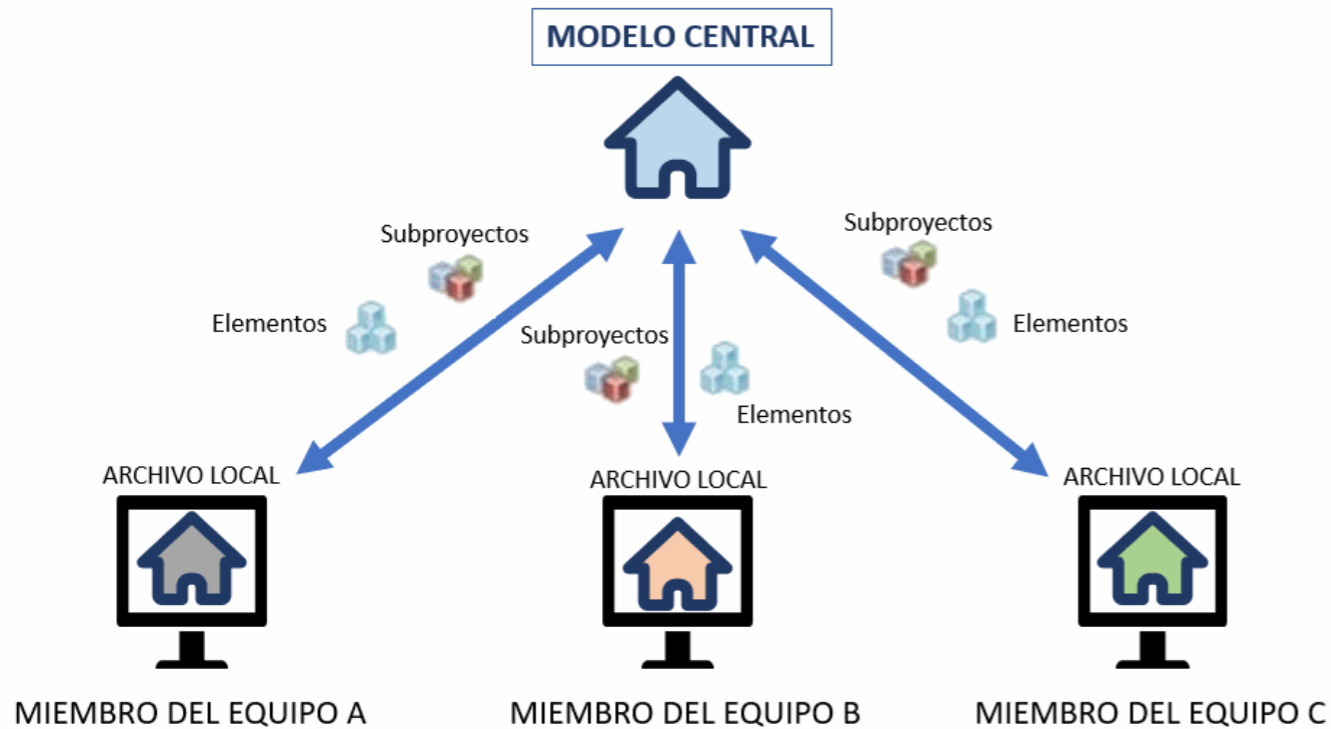 MODELO CENTRAL
Subproyectos
Elementos
Subproyectos
Elementos
Subproyectos
Elementos
ARCHIVO LOCAL
ARCHIVO LOCAL
ARCHIVO LOCAL
MIEMBRO DEL EQUIPO A
MIEMBRO DEL EQUIPO B
MIEMBRO DEL EQUIPO C